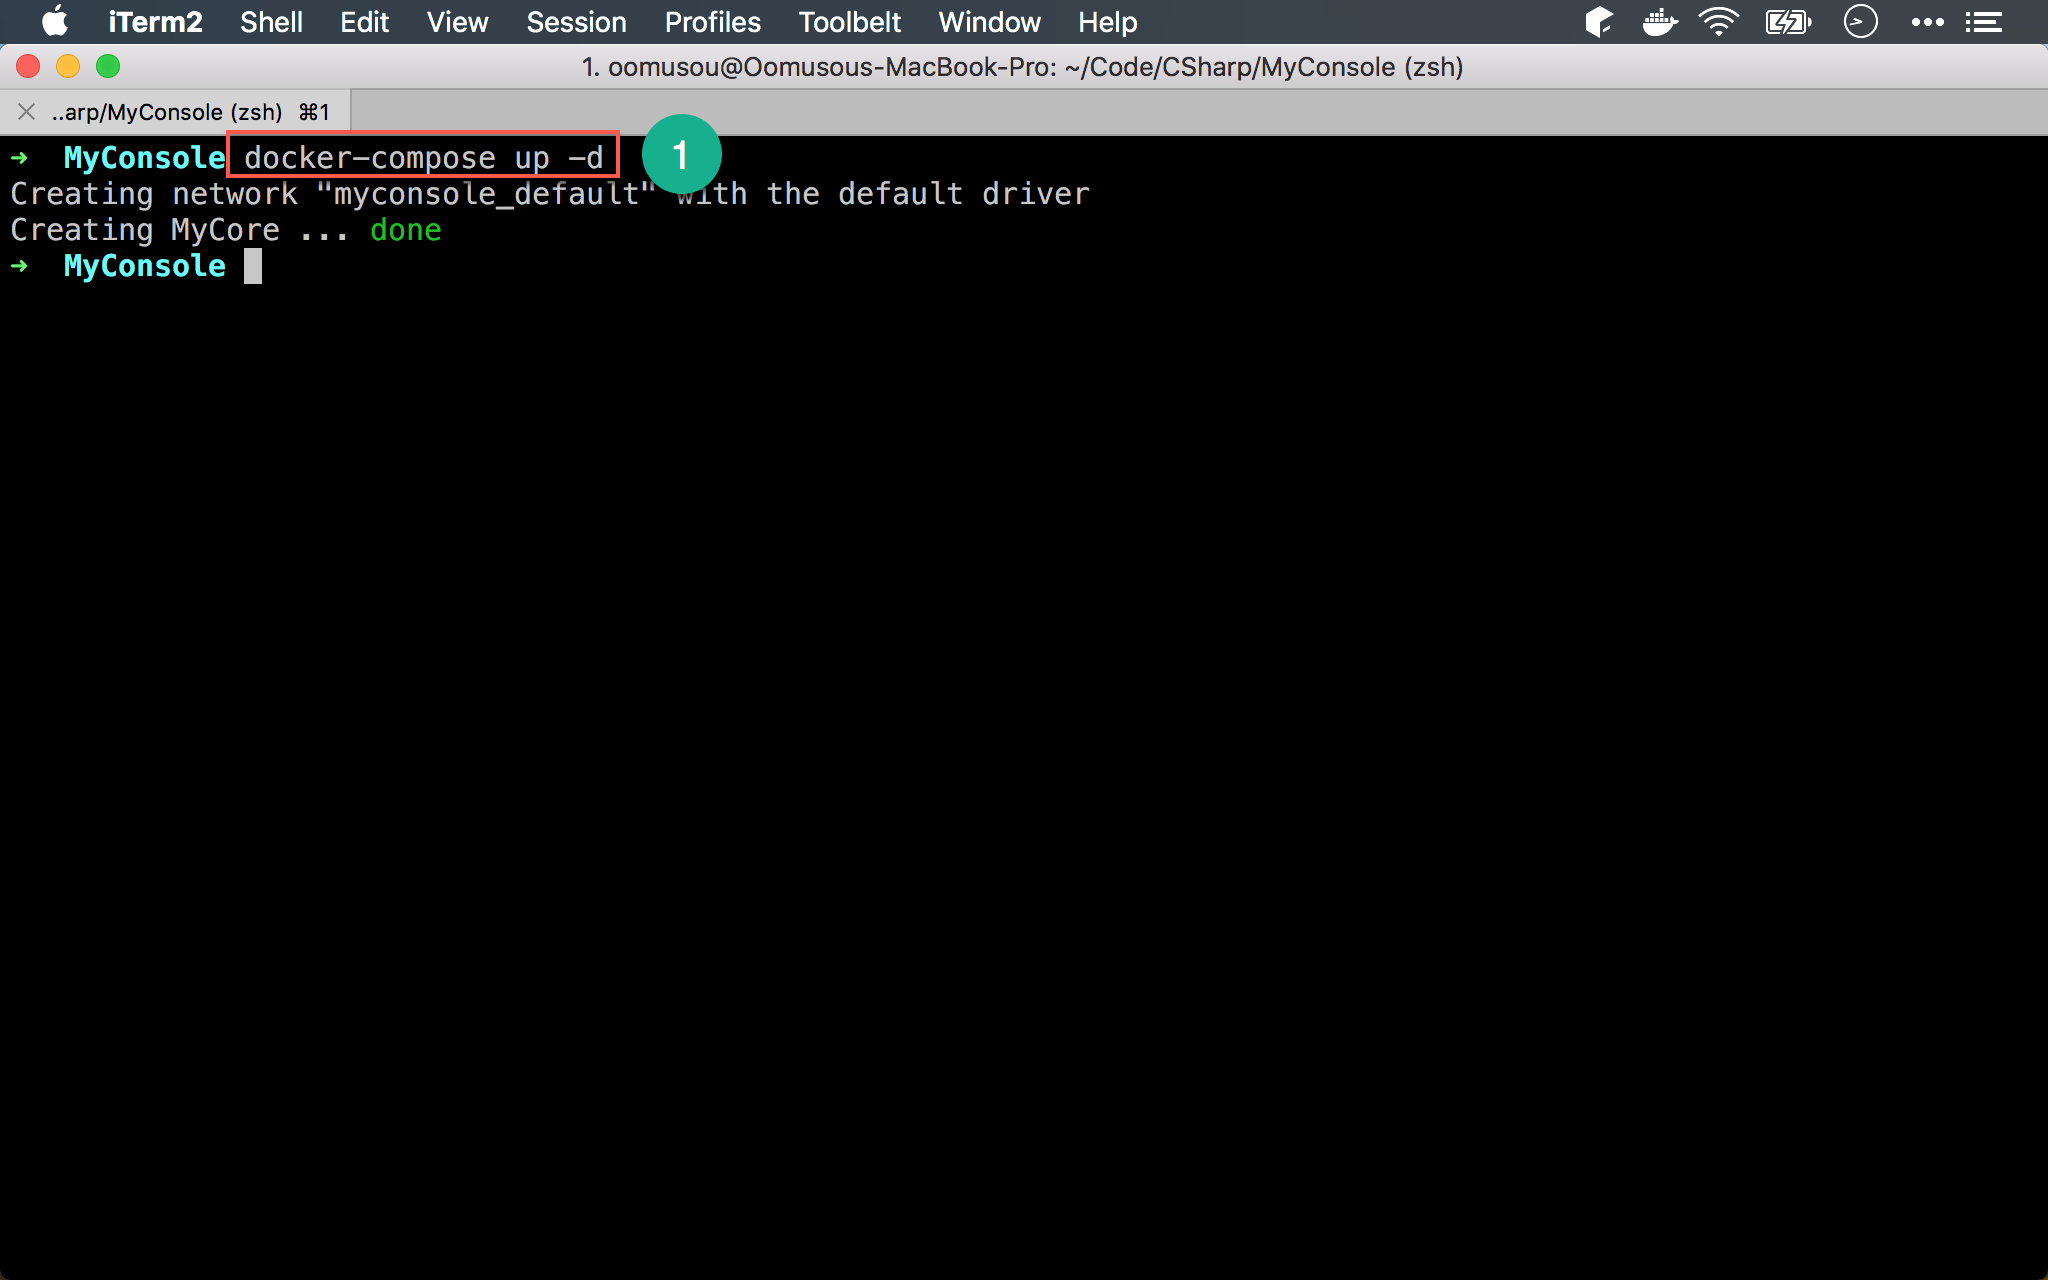 iTerm2 Shell Edit View Session Profiles Toolbelt Window Help
1. oomusou@Oomusous-MacBook-Pro: ~/Code/CSharp/MyConsole (zsh)
..arp/MyConsole (zsh) ⌘1
➜ MyConsole docker-compose up -d 1
Creating network "myconsole_default" with the default driver
Creating MyCore ... done
➜ MyConsole